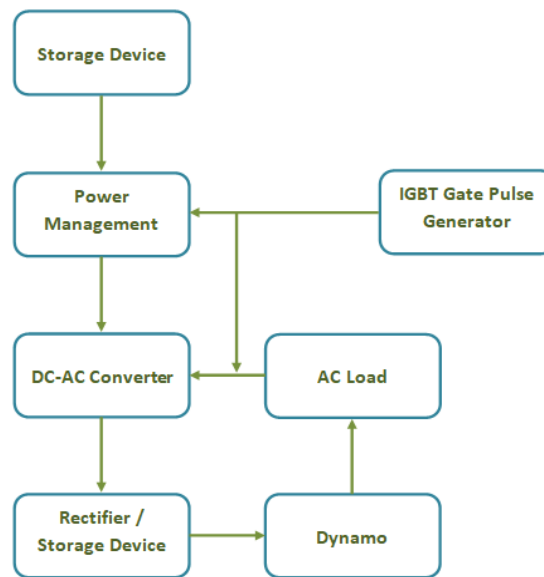 Storage Device
Power
Management
IGBT Gate Pulse
Generator
DC-AC Converter
AC Load
Rectifier /
Storage Device
Dynamo